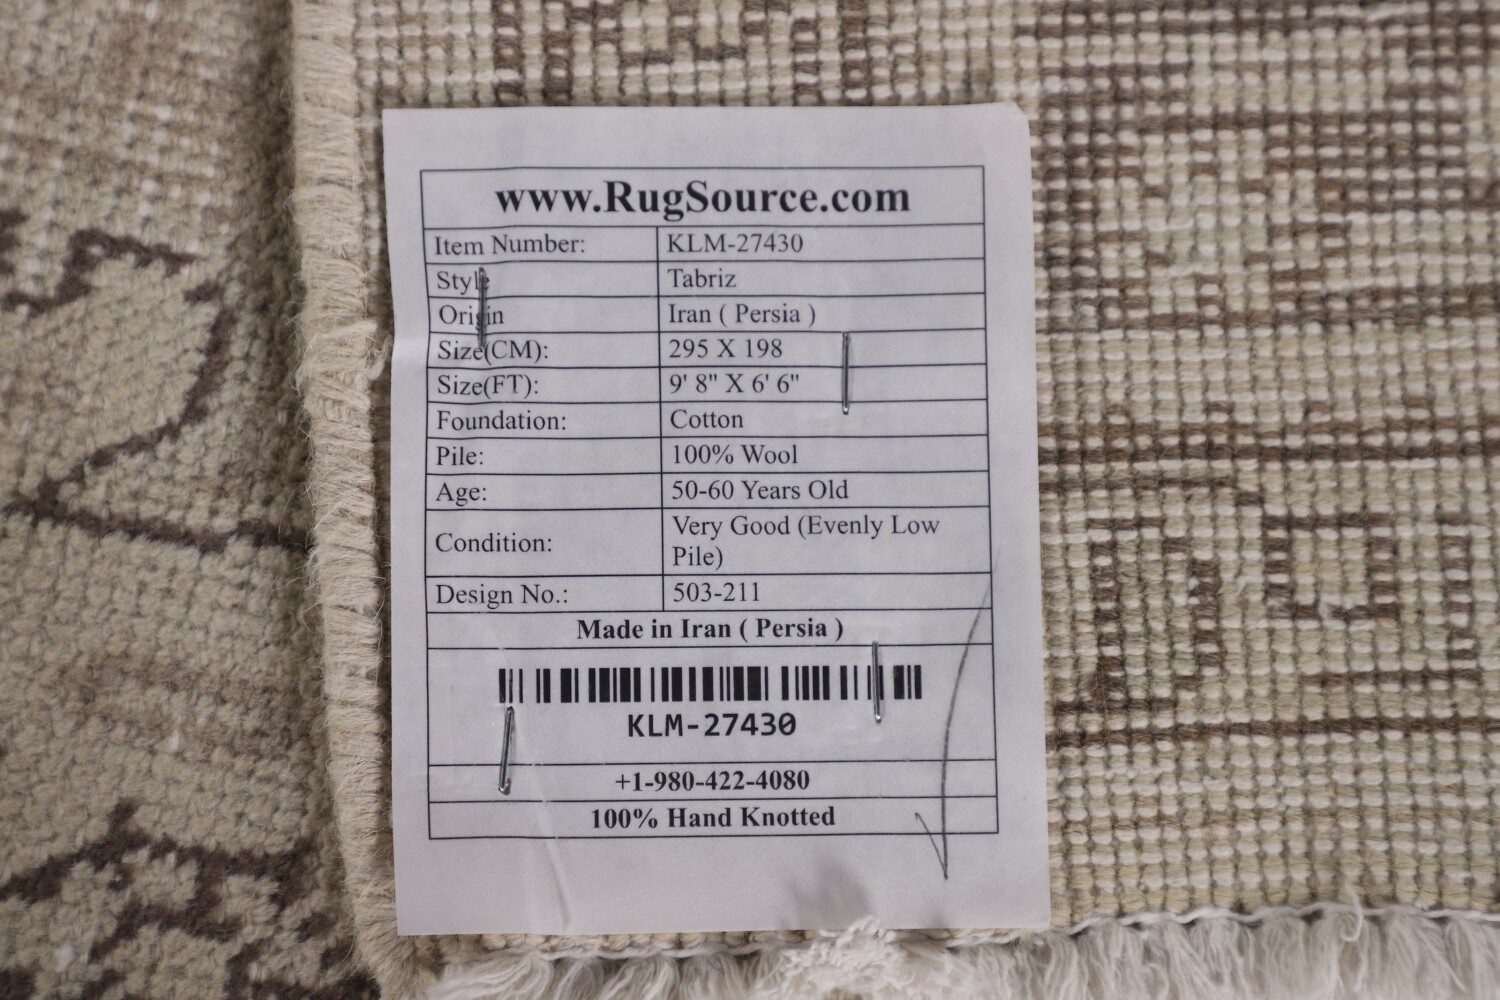 www.RugSource.com
Item Number: KLM-27430
Style Tabriz
Origin Iran ( Persia )
Size(CM): 295 X 198
Size(FT): 9' 8" X 6' 6"
Foundation: Cotton
Pile: 100% Wool
Age: 50-60 Years Old
Condition: Very Good (Evenly Low
Pile)
Design No.: 503-211
Made in Iran ( Persia )
KLM-27430
+1-980-422-4080
100% Hand Knotted